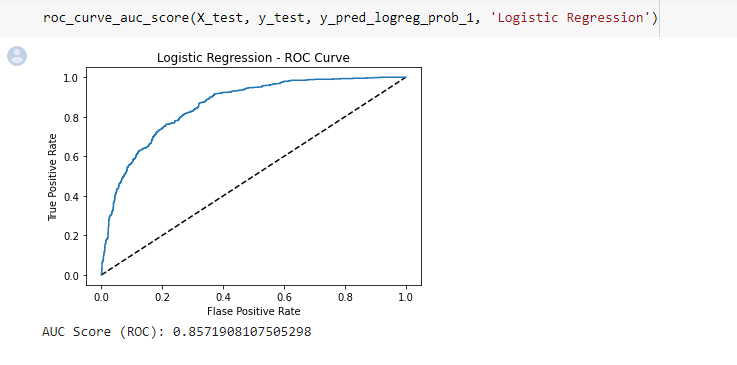 roc_curve_auc_score(X_test, y_test, y_pred_logreg_prob_1, 'Logistic Regression')
Logistic Regression - ROC Curve
1.0
0.8
0.6
0.4
0.2
0.0
True Positive Rate
0.0 0.2 0.4 0.6 0.8 1.0
Flase Positive Rate
AUC Score (ROC): 0.8571908107505298